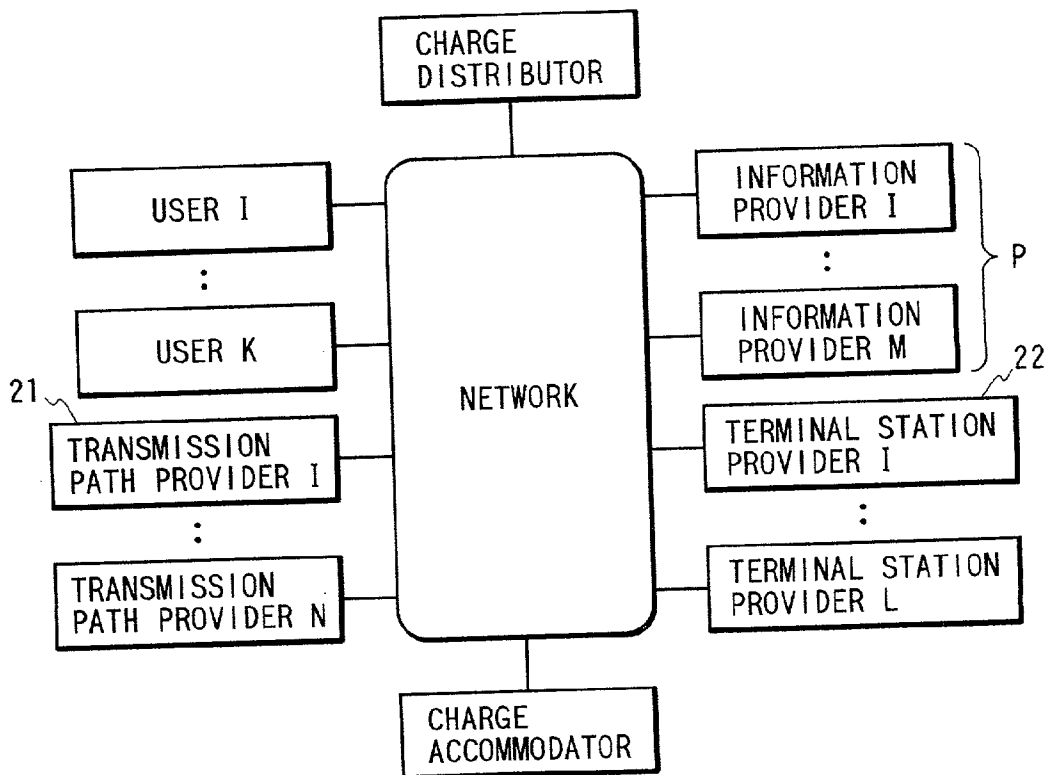 CHARGE
DISTRIBUTOR
USER I
USER K
21
TRANSMISSION
PATH PROVIDER I
TRANSMISSION
PATH PROVIDER N
NETWORK
INFORMATION
PROVIDER I
INFORMATION
PROVIDER M
P
22
TERMINAL STATION
PROVIDER I
TERMINAL STATION
PROVIDER L
CHARGE
ACCOMMODATOR